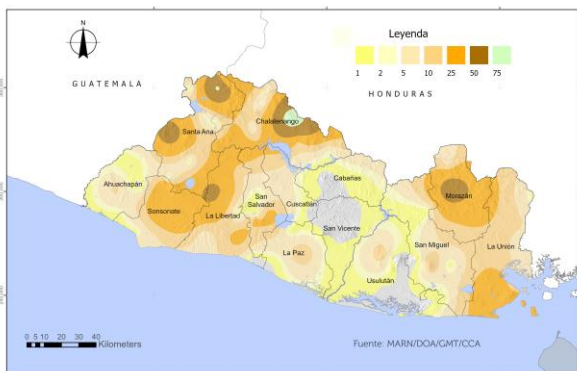 N
Leyenda
1 2 5 10 25 50 75
GUATEMALA
HONDURAS
Chalatenango
Santa Ana
Cabañas
Ahuachapán
Morazán
San Salvador
Cuscatlán
Sonsonate
La Libertad
San Vicente
San Miguel
La Unión
La Paz
Usulután
0 5 10 20 30 40
Kilometers
Fuente: MARN/DOA/GMT/CCA